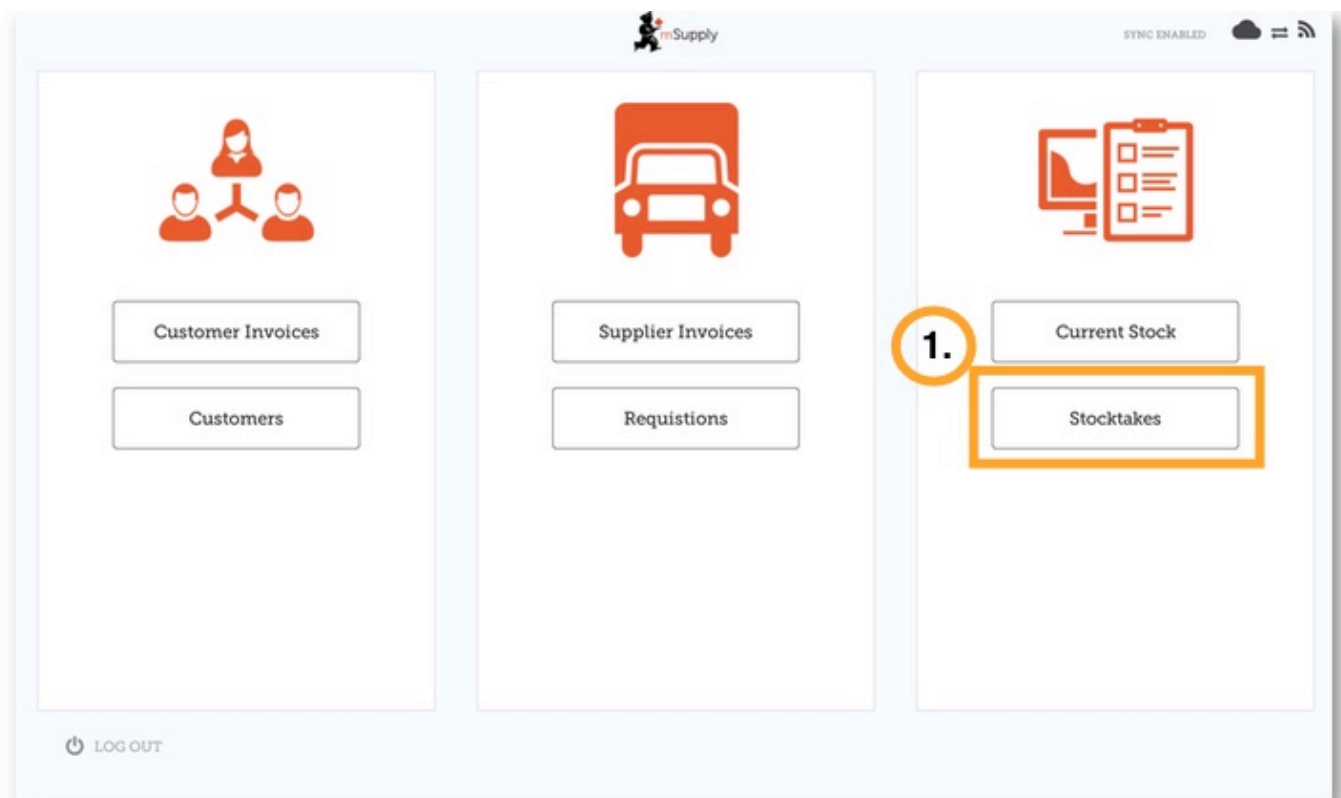 mSupply
SYNC ENABLED
Customer Invoices
Customers
Supplier Invoices
Requistions
1.
Current Stock
Stocktakes
LOG OUT